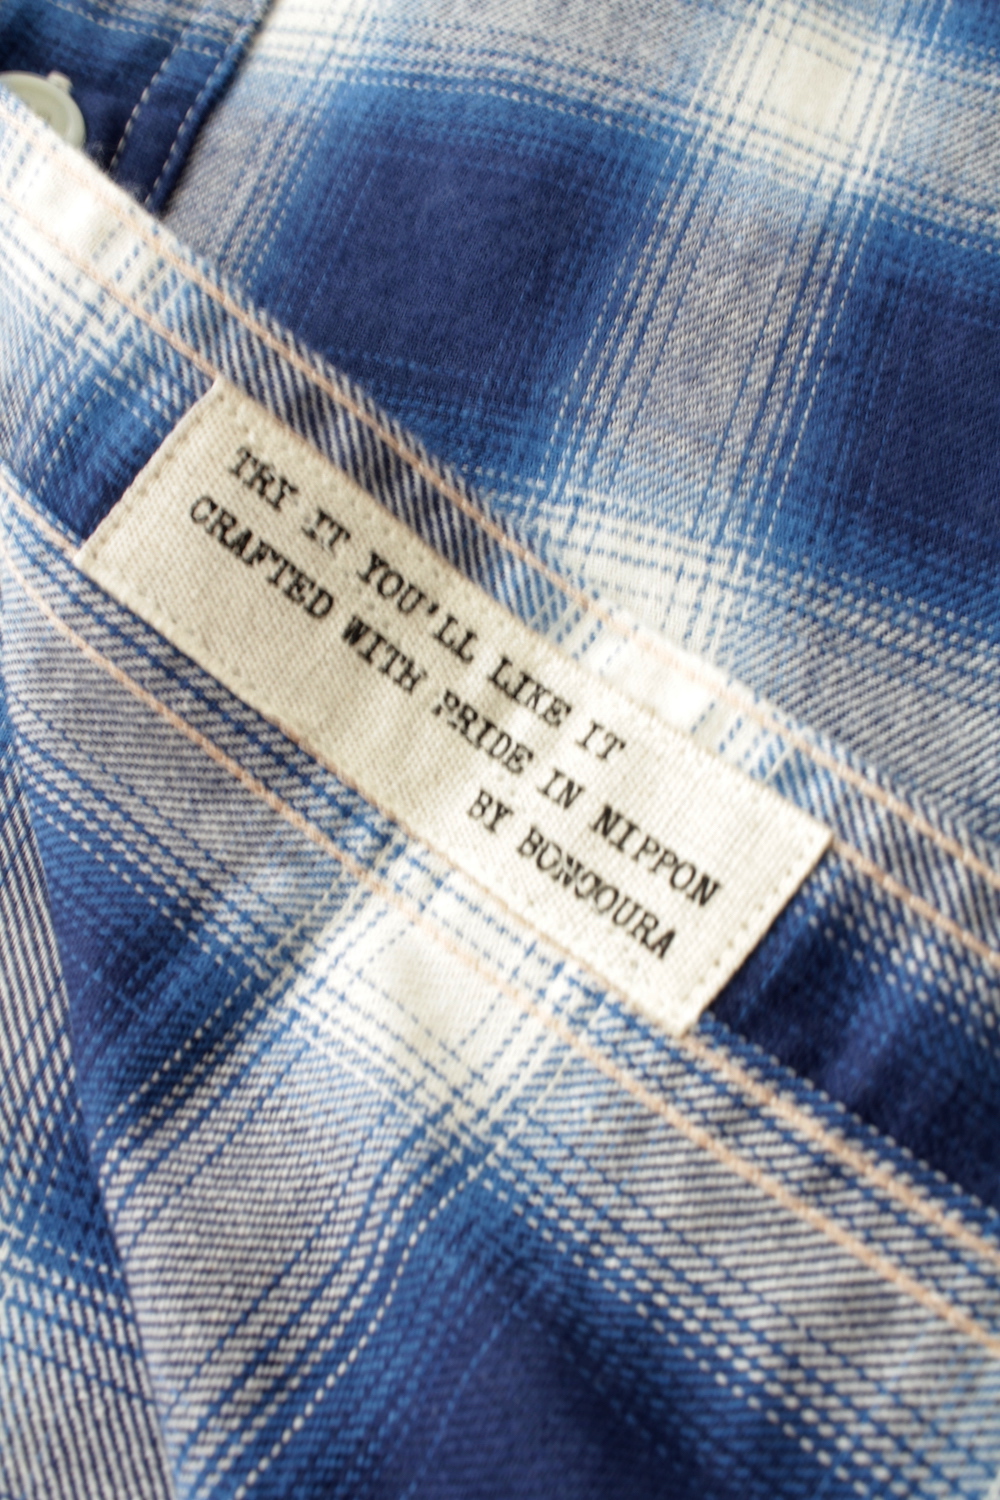 TRY IT YOU'LL LIKE IT
CRAFTED WITH PRIDE IN NIPPON
BY BONCOURA